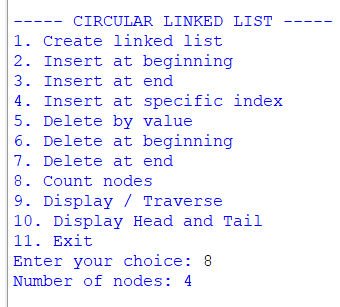 ----- CIRCULAR LINKED LIST -----
1. Create linked list
2. Insert at beginning
3. Insert at end
4. Insert at specific index
5. Delete by value
6. Delete at beginning
7. Delete at end
8. Count nodes
9. Display / Traverse
10. Display Head and Tail
11. Exit
Enter your choice: 8
Number of nodes: 4